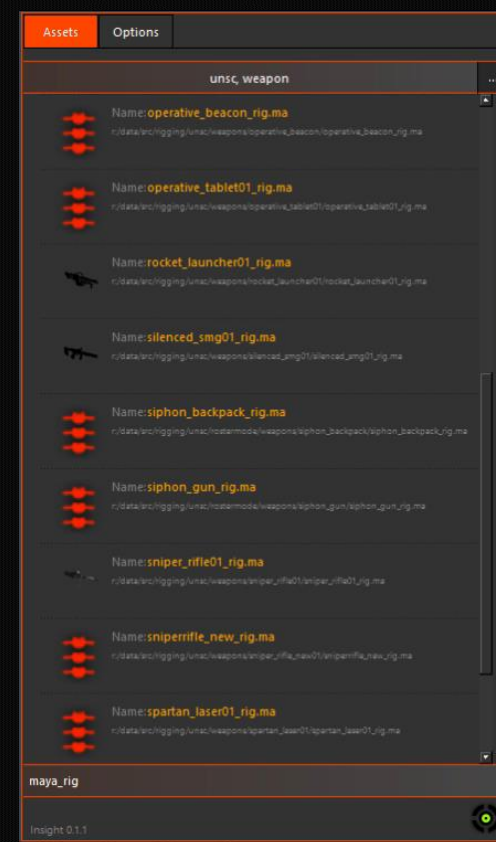 Assets
Options
unsc, weapon
...
Name:operative_beacon_rig.ma
r:/data/src/rigging/unsc/weapons/operative_beacon/operative_beacon_rig.ma
Name:operative_tablet01_rig.ma
r:/data/src/rigging/unsc/weapons/operative_tablet01/operative_tablet01_rig.ma
Name:rocket_launcher01_rig.ma
r:/data/src/rigging/unsc/weapons/rocket_launcher01/rocket_launcher01_rig.ma
Name:silenced_smg01_rig.ma
r:/data/src/rigging/unsc/weapons/silenced_smg01/silenced_smg01_rig.ma
Name:siphon_backpack_rig.ma
r:/data/src/rigging/unsc/rostermode/weapons/siphon_backpack/siphon_backpack_rig.ma
Name:siphon_gun_rig.ma
r:/data/src/rigging/unsc/rostermode/weapons/siphon_gun/siphon_gun_rig.ma
Name:sniper_rifle01_rig.ma
r:/data/src/rigging/unsc/weapons/sniper_rifle01/sniper_rifle01_rig.ma
Name:sniperrifle_new_rig.ma
r:/data/src/rigging/unsc/weapons/sniper_rifle_new01/sniperrifle_new_rig.ma
Name:spartan_laser01_rig.ma
r:/data/src/rigging/unsc/weapons/spartan_laser01/spartan_laser01_rig.ma
maya_rig
Insight 0.1.1